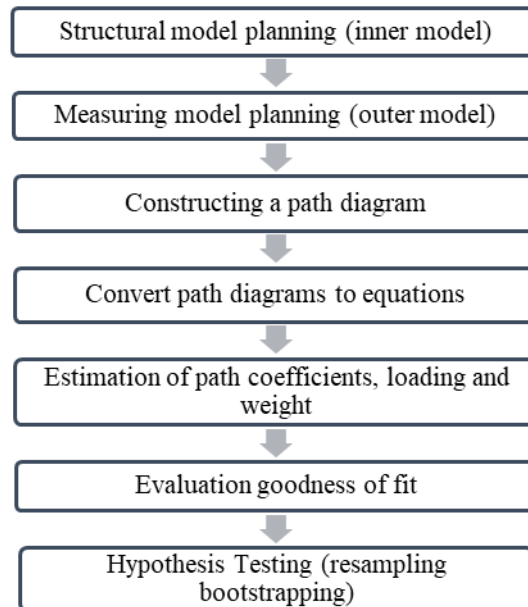 Structural model planning (inner model)
Measuring model planning (outer model)
Constructing a path diagram
Convert path diagrams to equations
Estimation of path coefficients, loading and
weight
Evaluation goodness of fit
Hypothesis Testing (resampling
bootstrapping)